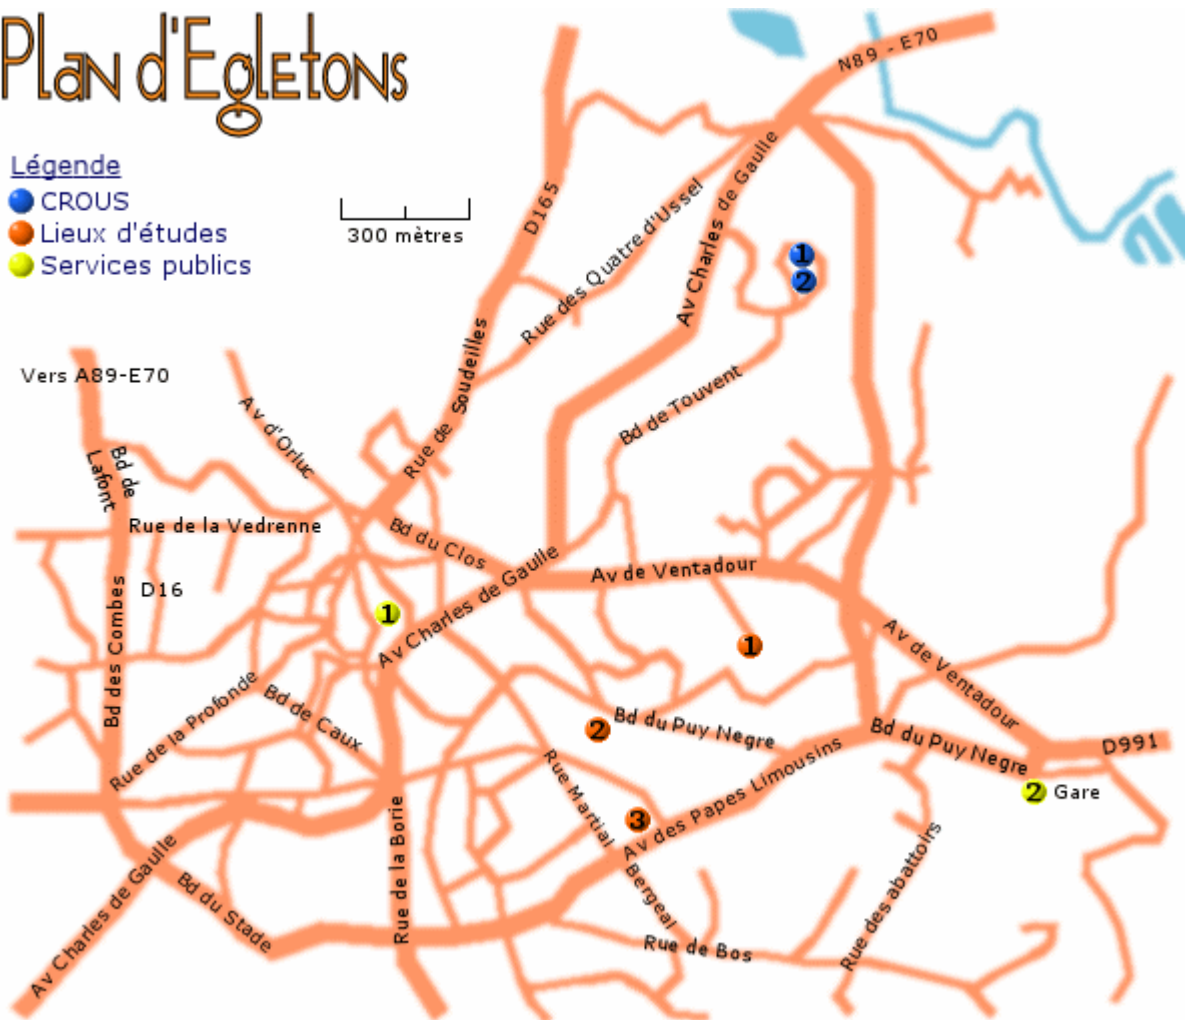 Plan d'Egletons
Légende
CROUS
Lieux d'études
Services publics
300 mètres
N89 - E70
D165
Av Charles de Gaulle
Rue des Quatre d'Ussel
1
2
Rue de Soudeilles
Vers A89-E70
Bd de Touvent
Av d'Orluc
Bd de
Lafont
Rue de la Vedrenne
Bd du Clos
Av Charles de Gaulle
Av de Ventadour
D16
1
Bd des Combes
1
Av de Ventadour
Rue de la Profonde
Bd de Caux
2
Bd du Puy Negre
Bd du Puy Negre
D991
2
Gare
Rue Martial Bergeal
3
Av des Papes Limousins
Rue de la Borie
Av Charles de Gaulle
Bd du Stade
Rue des abattoirs
Rue de Bos